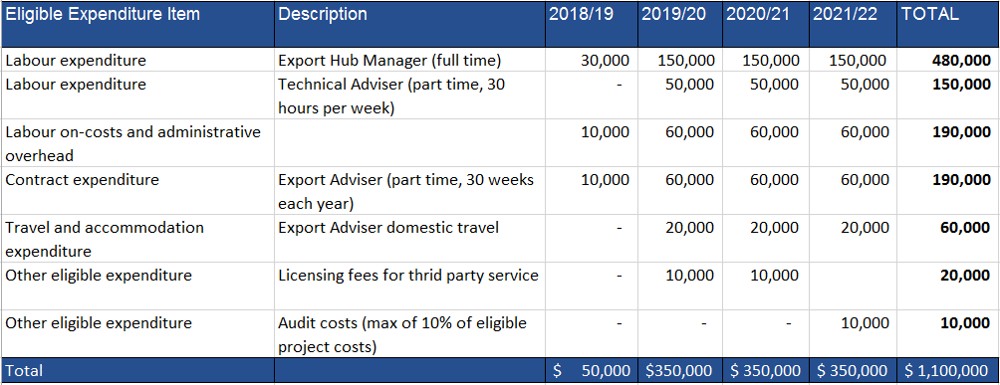 Eligible Expenditure Item Description 2018/19 2019/20 2020/21 2021/22 TOTAL
Labour expenditure Export Hub Manager (full time) 30,000 150,000 150,000 150,000 480,000
Labour expenditure Technical Adviser (part time, 30 - 50,000 50,000 50,000 150,000
hours per week)
Labour on-costs and administrative 10,000 60,000 60,000 60,000 190,000
overhead
Contract expenditure Export Adviser (part time, 30 weeks 10,000 60,000 60,000 60,000 190,000
each year)
Travel and accommodation Export Adviser domestic travel - 20,000 20,000 20,000 60,000
expenditure
Other eligible expenditure Licensing fees for thrid party service - 10,000 10,000 20,000
Other eligible expenditure Audit costs (max of 10% of eligible - - - 10,000 10,000
project costs)
Total $ 50,000 $350,000 $ 350,000 $ 350,000 $ 1,100,000